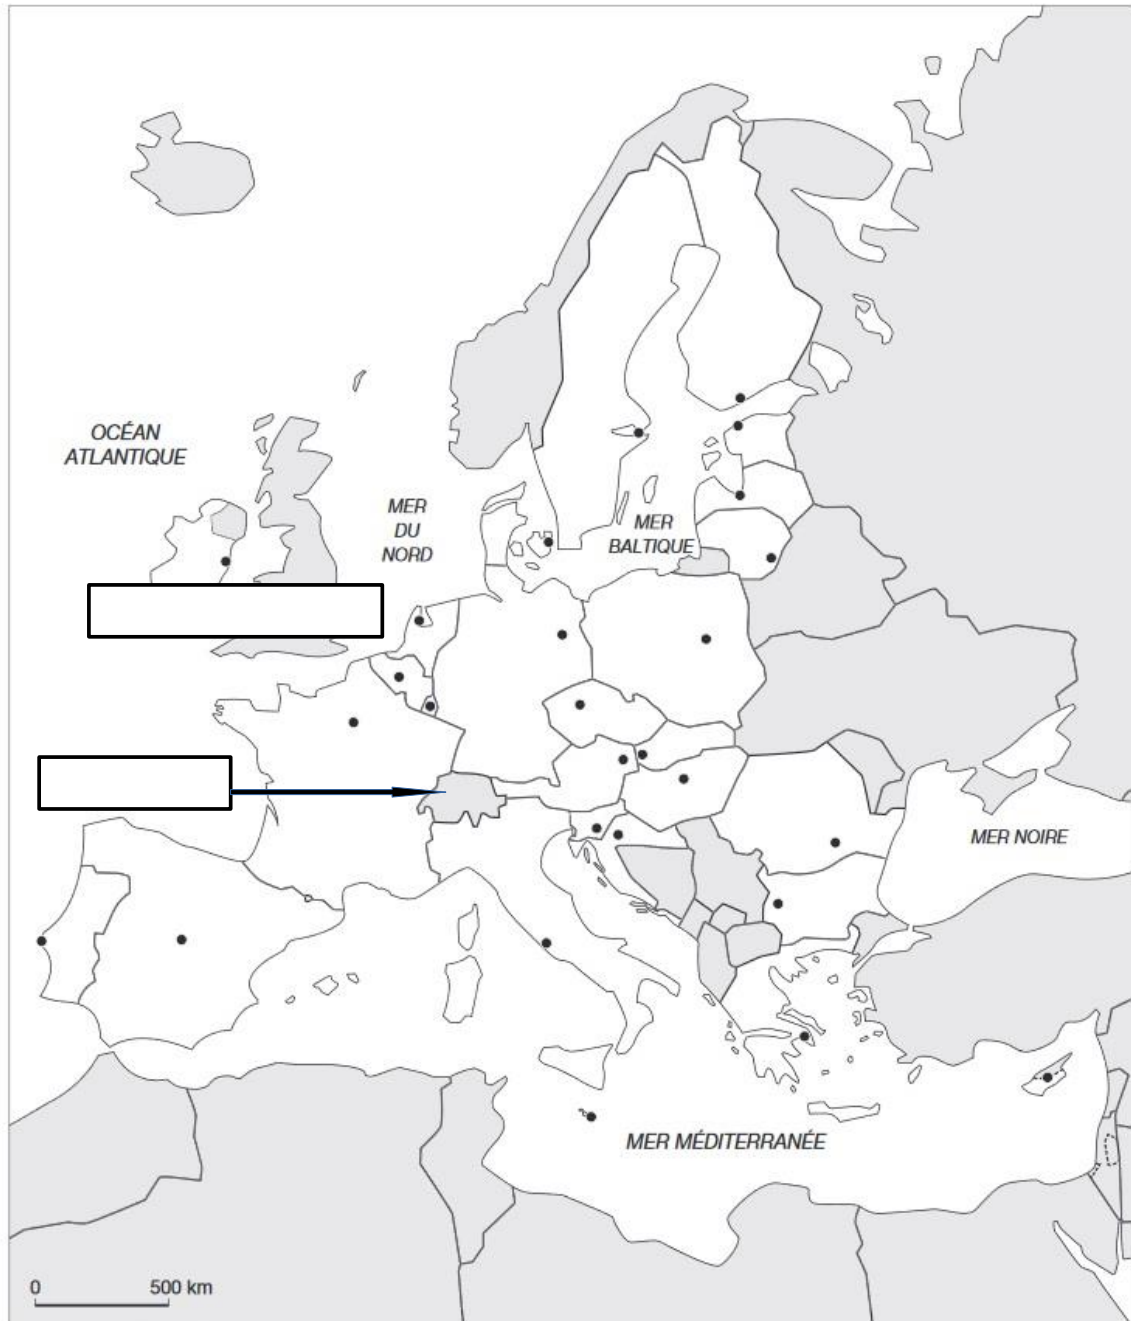 OCÉAN
ATLANTIQUE
MER
DU
NORD
MER
BALTIQUE
MER NOIRE
MER MÉDITERRANÉE
0 500 km